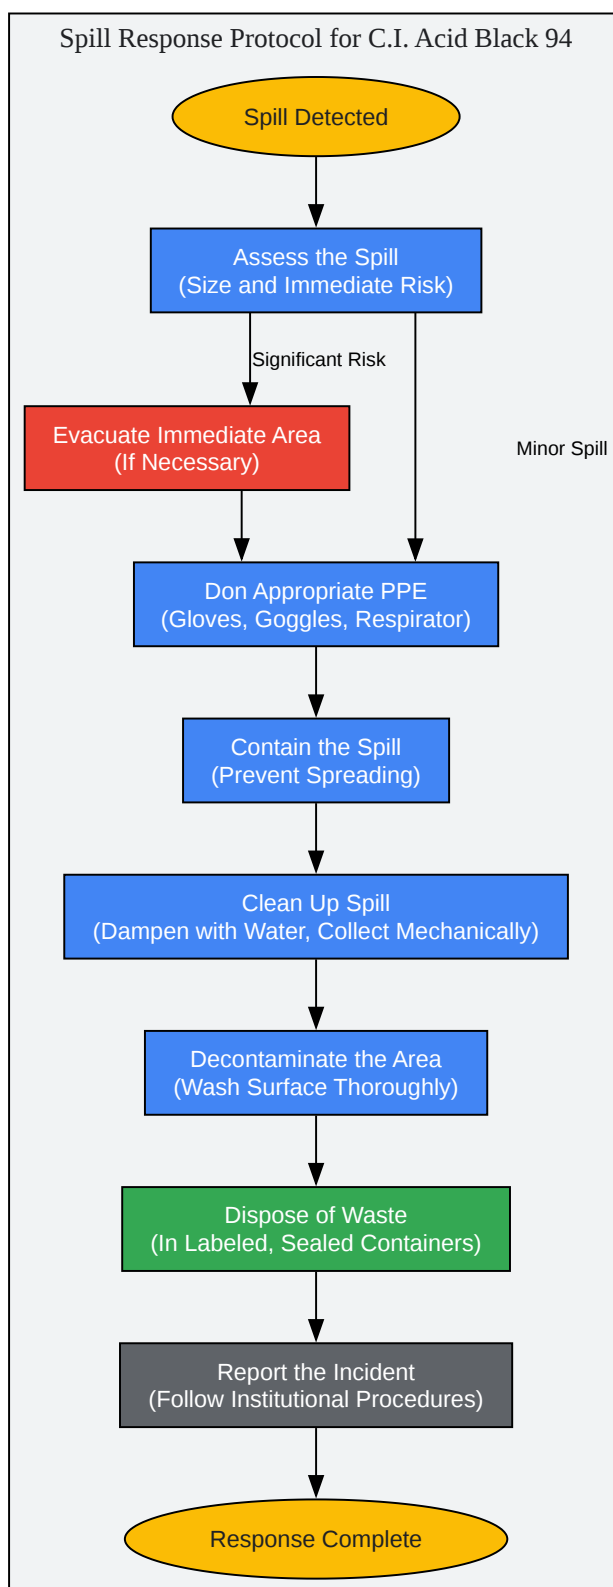 Spill Response Protocol for C.I. Acid Black 94
Spill Detected
Assess the Spill
(Size and Immediate Risk)
Significant Risk
Evacuate Immediate Area
(If Necessary)
Minor Spill
Don Appropriate PPE
(Gloves, Goggles, Respirator)
Contain the Spill
(Prevent Spreading)
Clean Up Spill
(Dampen with Water, Collect Mechanically)
Decontaminate the Area
(Wash Surface Thoroughly)
Dispose of Waste
(In Labeled, Sealed Containers)
Report the Incident
(Follow Institutional Procedures)
Response Complete